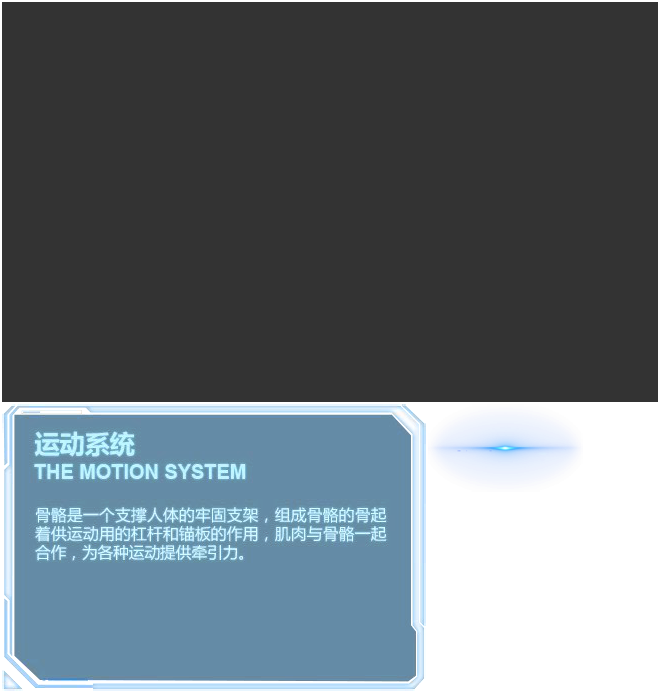 运动系统
THE MOTION SYSTEM
骨骼是一个支撑人体的牢固支架，组成骨骼的骨起
着供运动用的杠杆和锚板的作用，肌肉与骨骼一起
合作，为各种运动提供牵引力。